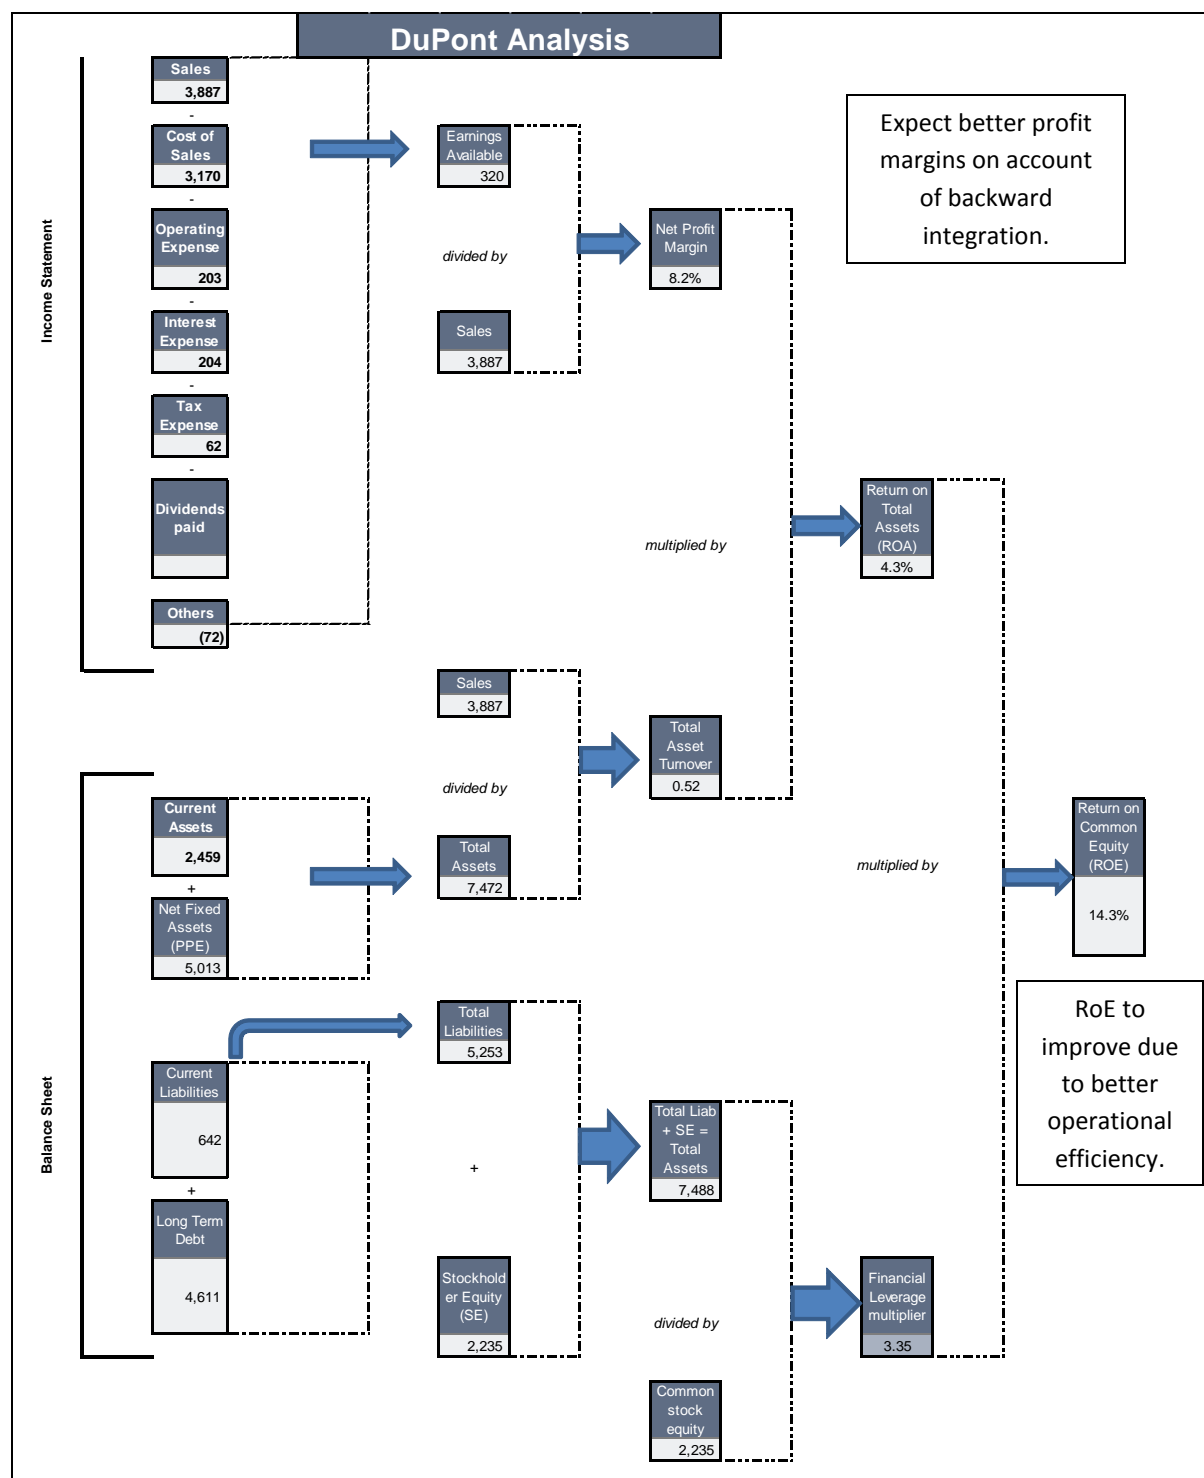 DuPont Analysis
Income Statement
Sales
3,887
-
Cost of
Sales
3,170
-
Operating
Expense
203
-
Interest
Expense
204
-
Tax
Expense
62
-
Dividends
paid
Others
(72)
Earnings
Available
320
divided by
Sales
3,887
Net Profit
Margin
8.2%
Expect better profit
margins on account
of backward
integration.
multiplied by
Return on
Total
Assets
(ROA)
4.3%
Sales
3,887
divided by
Total
Assets
7,472
Total
Asset
Turnover
0.52
Balance Sheet
Current
Assets
2,459
+
Net Fixed
Assets
(PPE)
5,013
multiplied by
Return on
Common
Equity
(ROE)
14.3%
Current
Liabilities
642
+
Long Term
Debt
4,611
Total
Liabilities
5,253
+
Stockhold
er Equity
(SE)
2,235
Total Liab
+ SE =
Total
Assets
7,488
divided by
Common
stock
equity
2,235
Financial
Leverage
multiplier
3.35
RoE to
improve due
to better
operational
efficiency.